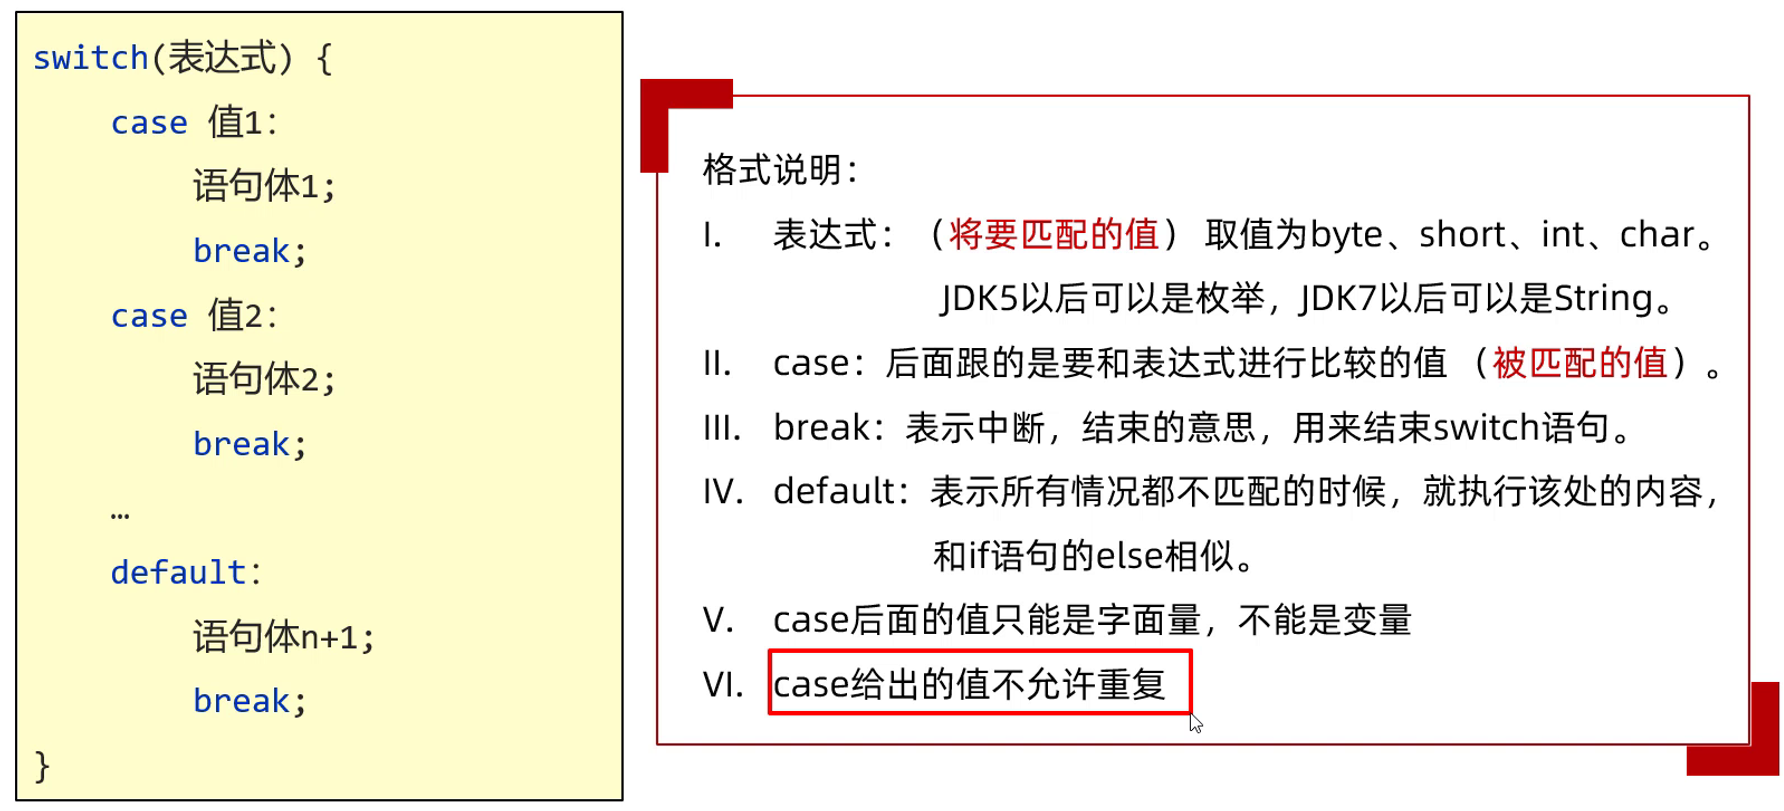 switch(表达式) {
case 值1：
语句体1;
break;
case 值2：
语句体2;
break;
…
default：
语句体n+1;
break;
}
格式说明：
I. 表达式：（将要匹配的值） 取值为byte、short、int、char。
JDK5以后可以是枚举，JDK7以后可以是String。
II. case：后面跟的是要和表达式进行比较的值 （被匹配的值）。
III. break：表示中断，结束的意思，用来结束switch语句。
IV. default：表示所有情况都不匹配的时候，就执行该处的内容，
和if语句的else相似。
V. case后面的值只能是字面量，不能是变量
VI. case给出的值不允许重复